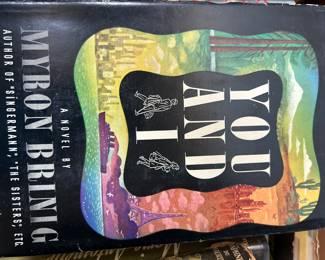 YOU
AND
I
A NOVEL BY
MYRON BRINIG
AUTHOR OF "SINGERMANN", "THE SISTERS", ETC.